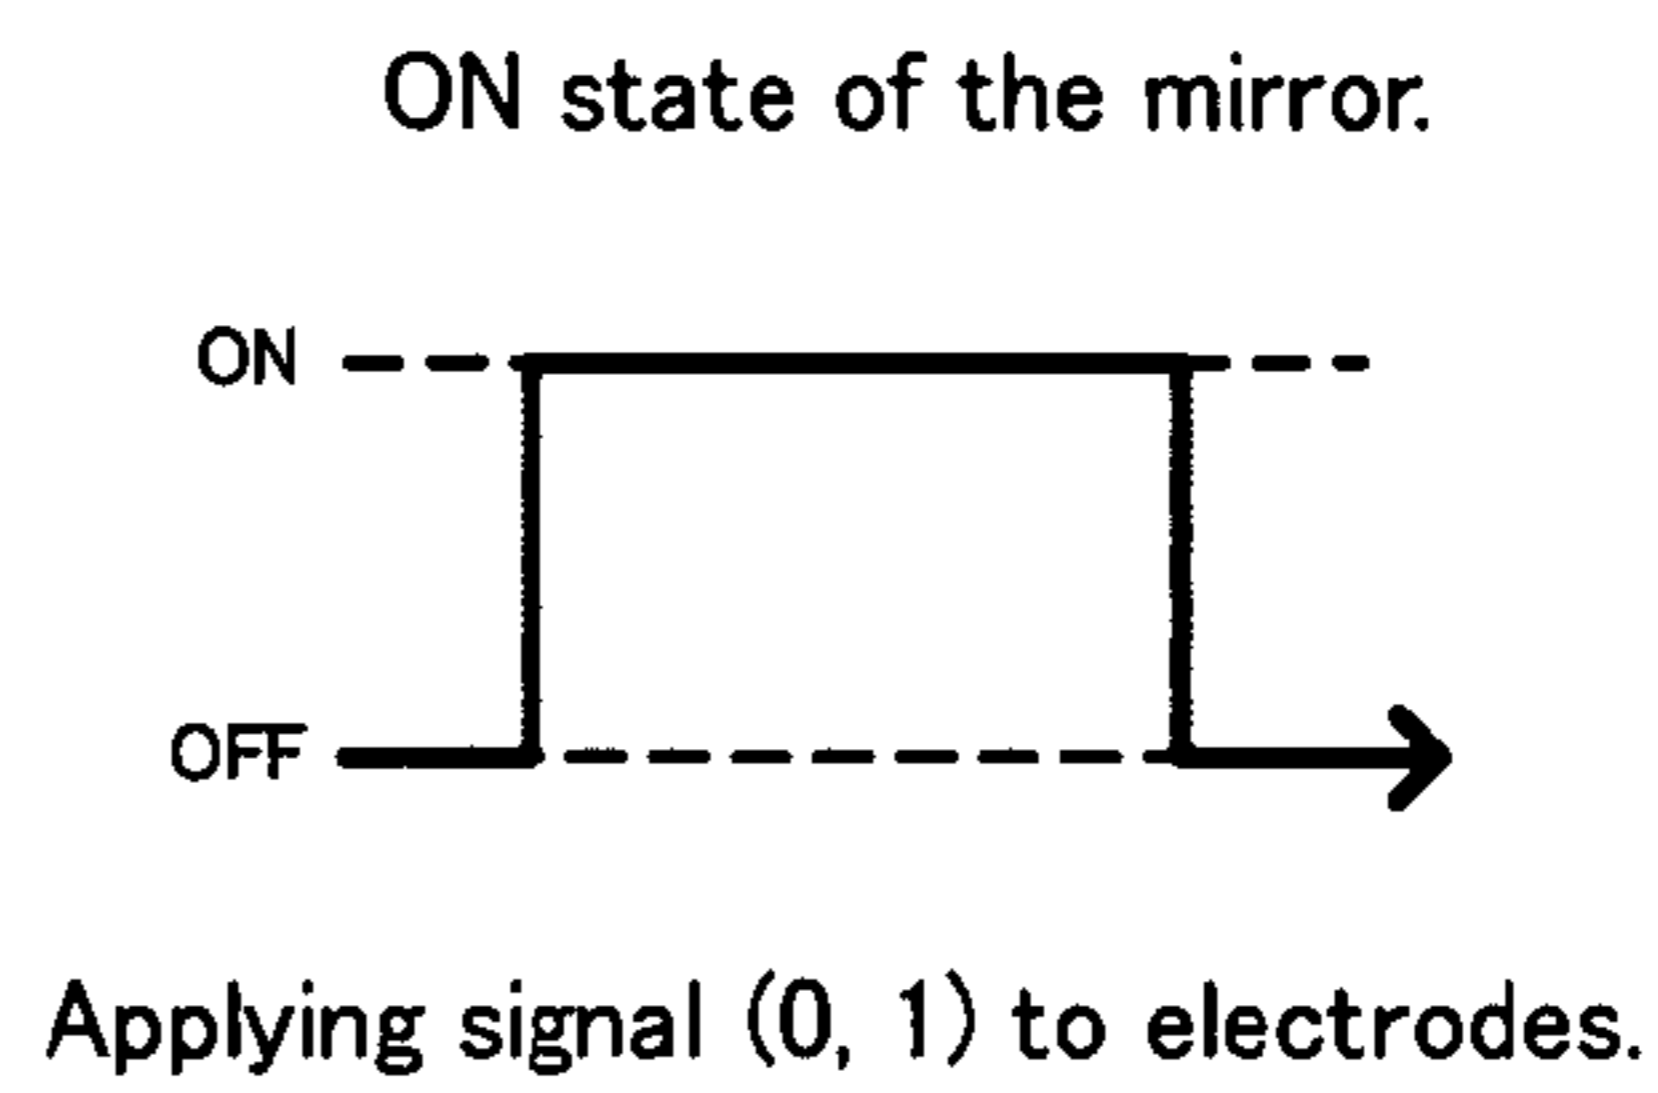 ON state of the mirror.
ON
OFF
Applying signal (0, 1) to electrodes.